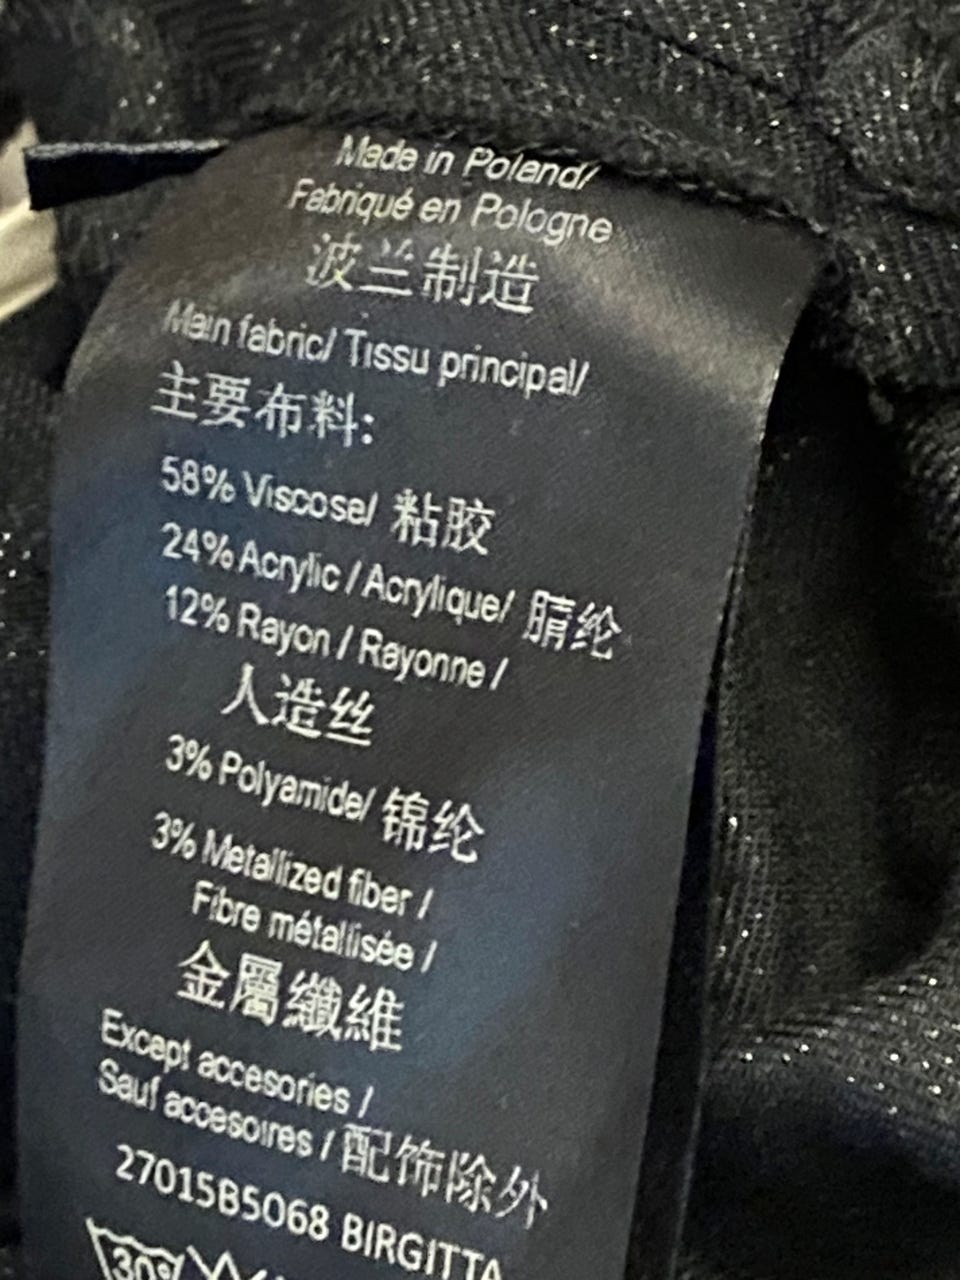 Made in Poland/
Fabriqué en Pologne
波兰制造
Main fabric/ Tissu principal/
主要布料:
58% Viscose/ 粘胶
24% Acrylic / Acrylique/ 腈纶
12% Rayon / Rayonne /
人造丝
3% Polyamide/ 锦纶
3% Metallized fiber /
Fibre métallisée /
金屬纖維
Except accesories /
Sauf accesoires / 配饰除外
27015B5068 BIRGITTA
30°